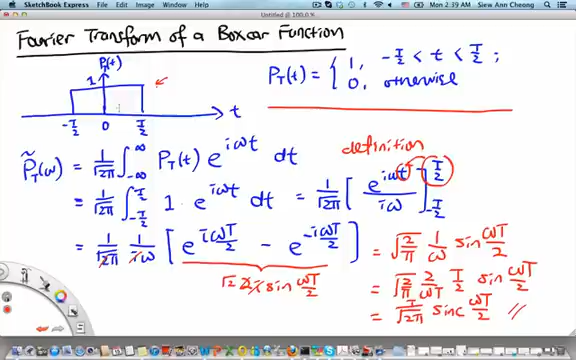 SketchBook Express File Edit Image Window Help
Mon 2:39 AM Siew Ann Cheong
Untitled @ 100.0 %
Fourier Transform of a Boxcar Function
P_T(t)
1
-T/2 0 T/2 t
P_T(t) = { 1, -T/2 < t < T/2 ;
0, otherwise
definition
P̃_T(ω) = 1/√2π ∫_{-∞}^{∞} P_T(t) e^{iωt} dt
= 1/√2π ∫_{-T/2}^{T/2} 1 · e^{iωt} dt = 1/√2π [ e^{iωt}/iω ]_{-T/2}^{T/2}
= 1/√2π 1/iω [ e^{iωT/2} - e^{-iωT/2} ] = √(2/π) 1/ω sin ωT/2
√2 2i sin ωT/2
= √(2/π) 2/ωT T/2 sin ωT/2
= T/√2π sinc ωT/2 //